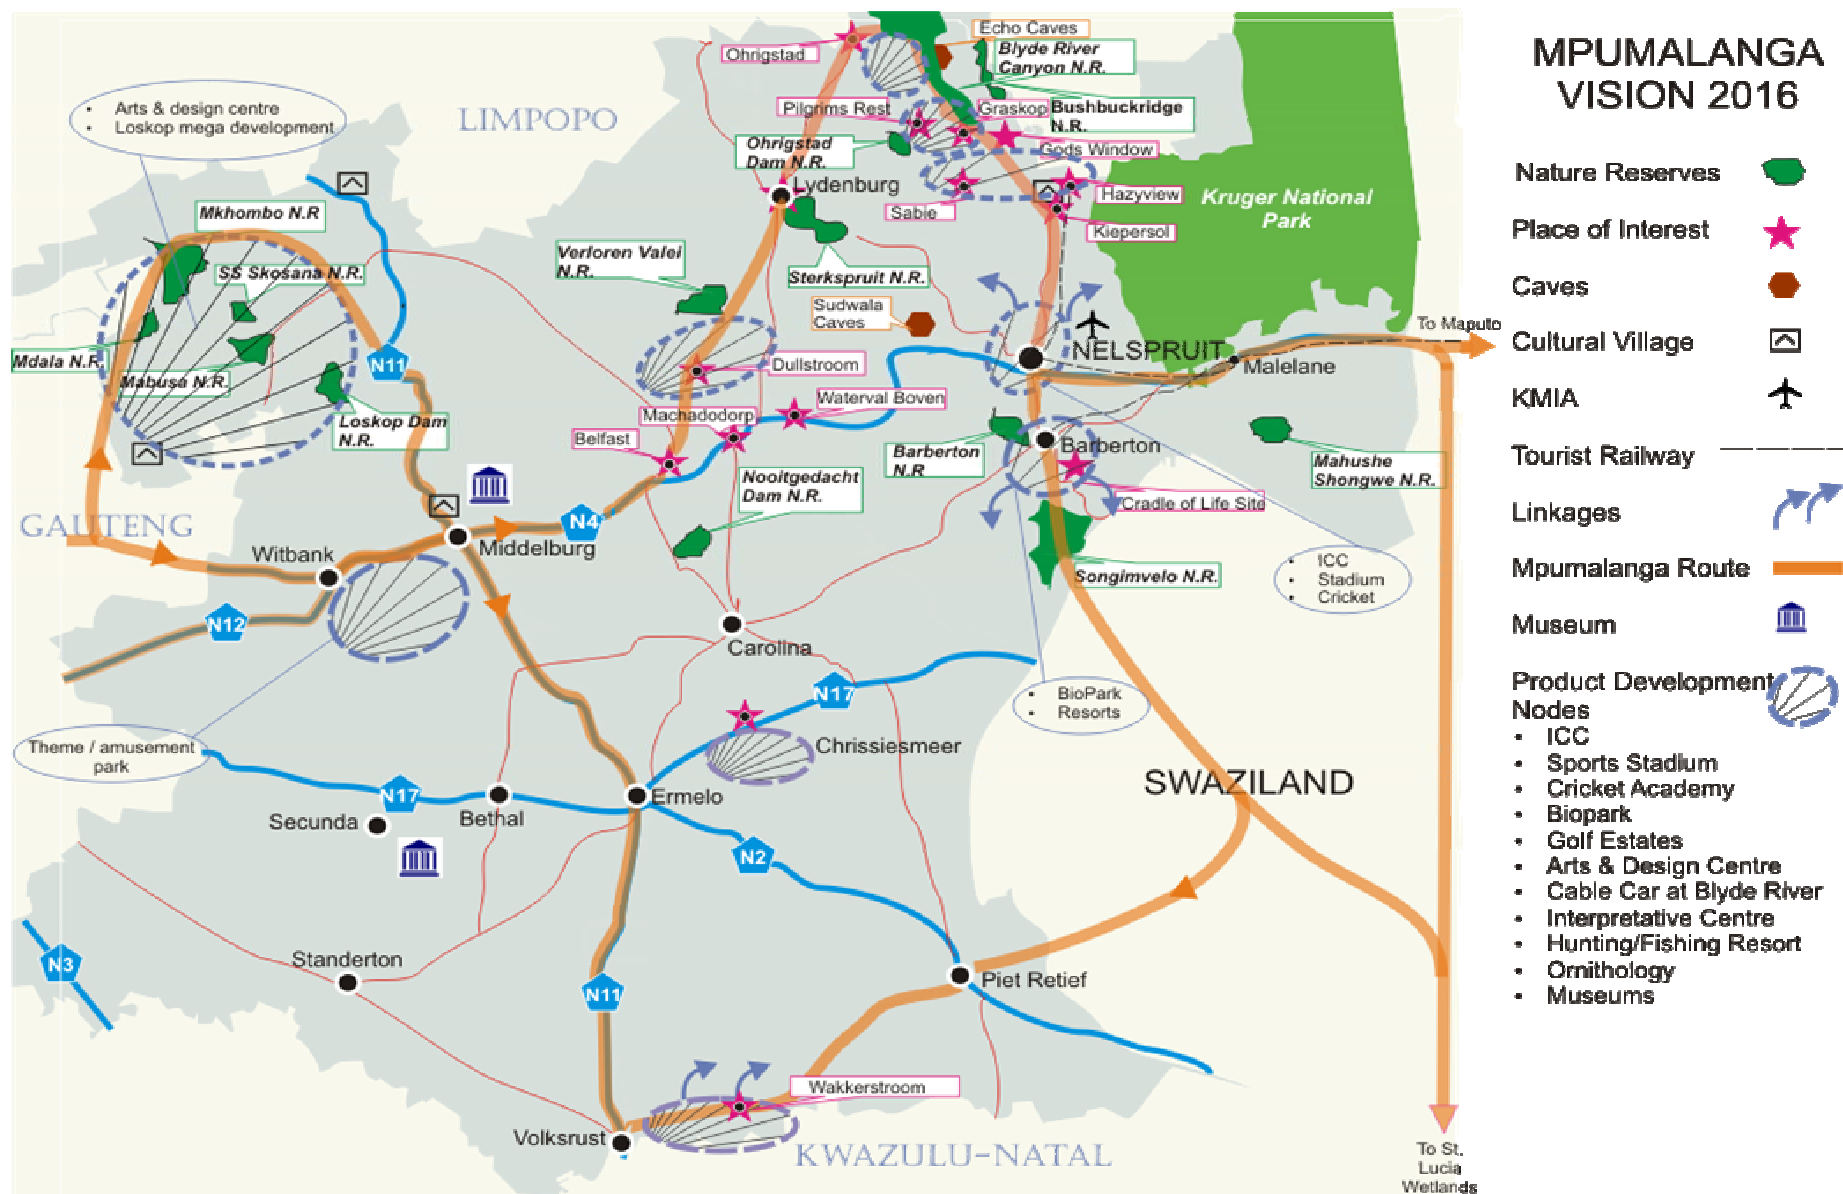 MPUMALANGA
VISION 2016
Nature Reserves
Place of Interest
Caves
Cultural Village
KMIA
Tourist Railway
Linkages
Mpumalanga Route
Museum
Product Development
Nodes
• ICC
• Sports Stadium
• Cricket Academy
• Biopark
• Golf Estates
• Arts & Design Centre
• Cable Car at Blyde River
• Interpretative Centre
• Hunting/Fishing Resort
• Ornithology
• Museums
Echo Caves
Ohrigstad
Blyde River
Canyon N.R.
• Arts & design centre
• Loskop mega development
LIMPOPO
Pilgrims Rest
Graskop
Bushbuckridge
N.R.
Ohrigstad
Dam N.R.
Gods Window
Lydenburg
Hazyview
Kruger National
Park
Sabie
Kiepersol
Mkhombo N.R
SS Skosana N.R.
Verloren Valei
N.R.
Sterkspruit N.R.
Sudwala
Caves
To Maputo
Mdala N.R.
N11
NELSPRUIT
Malelane
Dullstroom
Mabusa N.R.
Waterval Boven
Machadodorp
Loskop Dam
N.R.
Belfast
Barberton
N.R
Barberton
Mahushe
Shongwe N.R.
Nooitgedacht
Dam N.R.
Cradle of Life Site
GAUTENG
N4
Middelburg
Witbank
• ICC
• Stadium
• Cricket
Songimvelo N.R.
N12
Carolina
N17
• BioPark
• Resorts
Theme / amusement
park
Chrissiesmeer
SWAZILAND
N17
Ermelo
Secunda
Bethal
N2
N3
Standerton
Piet Retief
N11
Wakkerstroom
Volksrust
KWAZULU-NATAL
To St.
Lucia
Wetlands